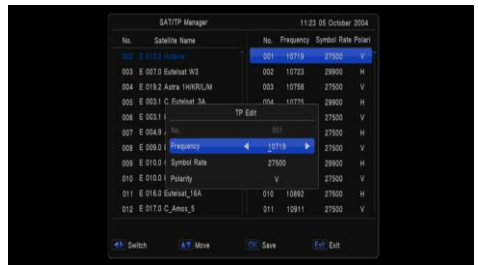 SAT/TP Manager 11:23 05 October 2004
No. Satellite Name No. Frequency Symbol Rate Polari
002 E 013.0 Hotbird 001 10719 27500 V
003 E 007.0 Eutelsat W3 002 10723 29900 H
004 E 019.2 Astra 1H/KR/L/M 003 10758 27500 V
005 E 003.1 C_Eutelsat_3A 004 10775 29900 H
TP Edit
006 E 003.1 27500 V
No. 001
007 E 004.9 27500 H
008 E 009.0 Frequency 10719 27500 V
009 E 010.0 Symbol Rate 27500 H
010 E 010.0 Polarity V 27500 V
011 E 016.0 Eutelsat_16A 010 10892 27500 H
012 E 017.0 C_Amos_5 011 10911 27500 V
Switch Move OK Save Exit Exit